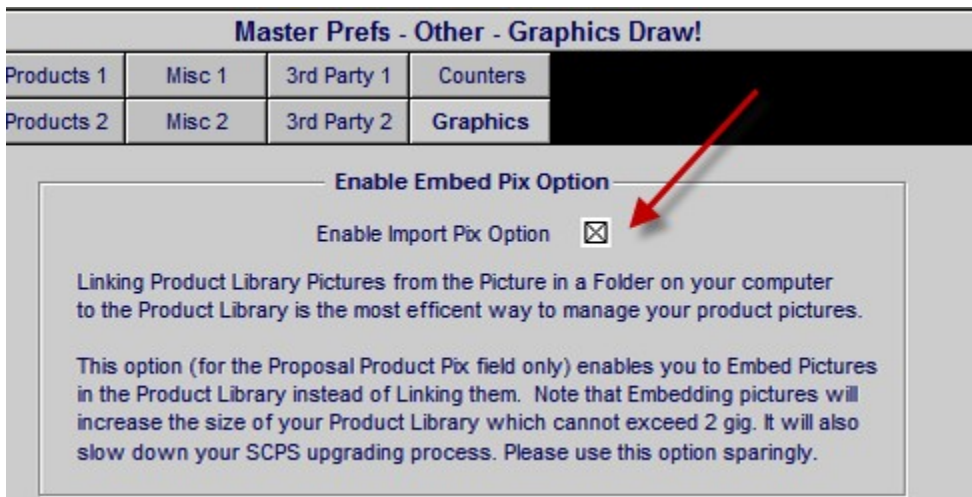 Master Prefs - Other - Graphics Draw!
Products 1 Misc 1 3rd Party 1 Counters
Products 2 Misc 2 3rd Party 2 Graphics
Enable Embed Pix Option
Enable Import Pix Option
Linking Product Library Pictures from the Picture in a Folder on your computer
to the Product Library is the most efficent way to manage your product pictures.
This option (for the Proposal Product Pix field only) enables you to Embed Pictures
in the Product Library instead of Linking them. Note that Embedding pictures will
increase the size of your Product Library which cannot exceed 2 gig. It will also
slow down your SCPS upgrading process. Please use this option sparingly.